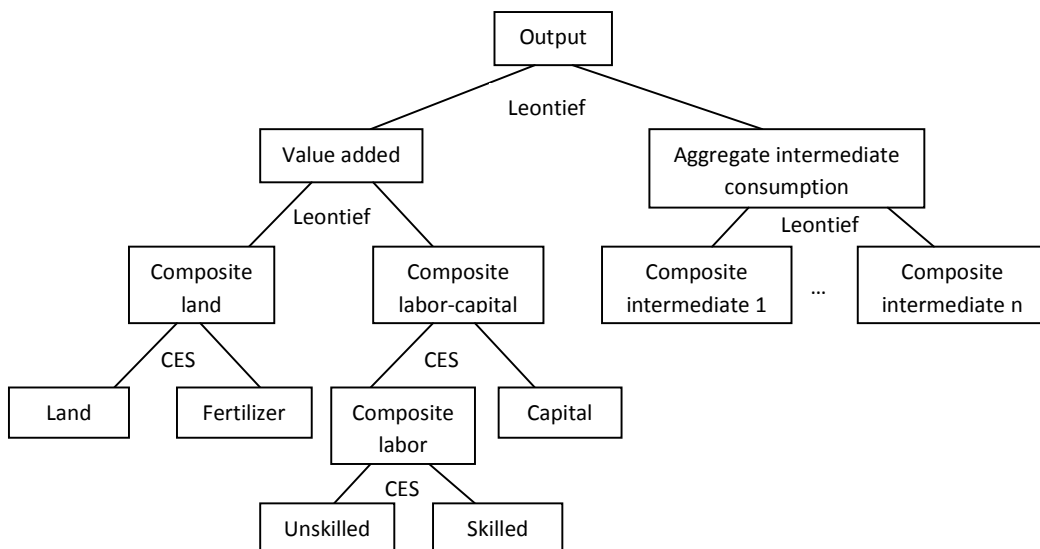 Output
Leontief
Value added
Aggregate intermediate
consumption
Leontief
Leontief
Composite
land
Composite
labor-capital
Composite
intermediate 1
...
Composite
intermediate n
CES
CES
Land
Fertilizer
Composite
labor
Capital
CES
Unskilled
Skilled